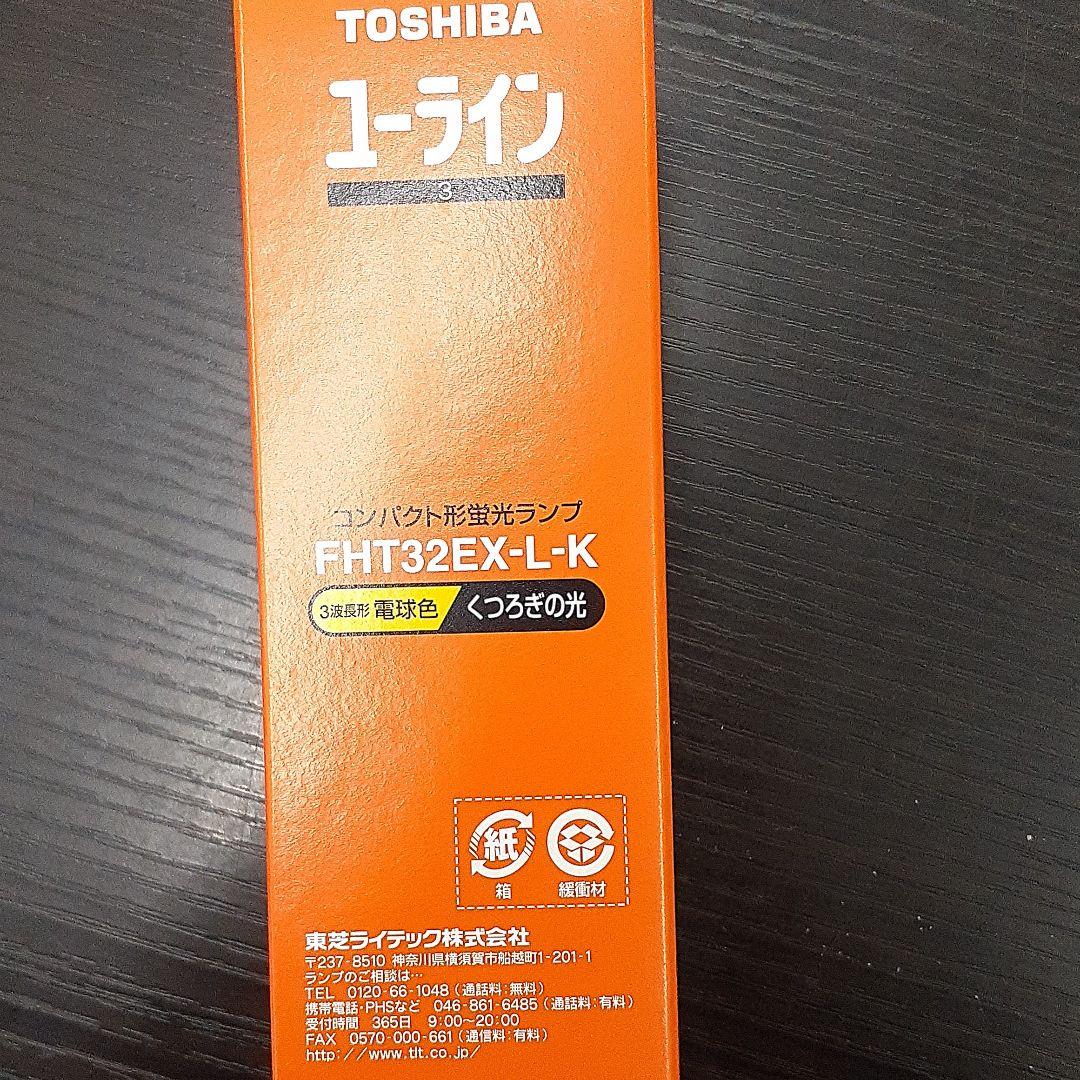 TOSHIBA
ユーライン
3
コンパクト形蛍光ランプ
FHT32EX-L-K
3波長形 電球色 くつろぎの光
紙
箱 緩衝材
東芝ライテック株式会社
〒237-8510 神奈川県横須賀市船越町1-201-1
ランプのご相談は…
TEL 0120-66-1048（通話料：無料）
携帯電話・PHSなど 046-861-6485（通話料：有料）
受付時間 365日 9:00～20:00
FAX 0570-000-661（通信料：有料）
http://www.tlt.co.jp/